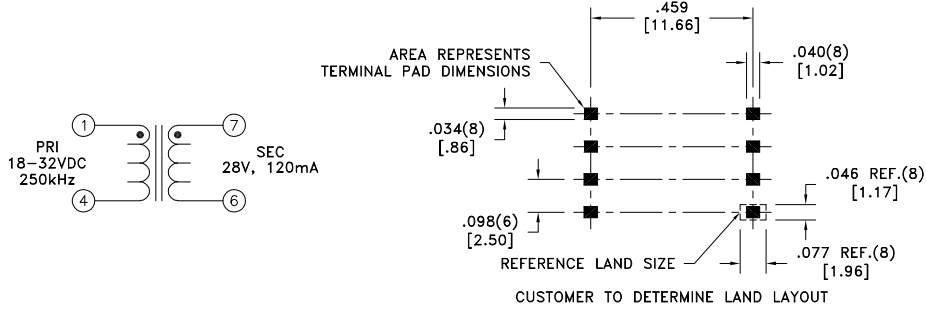 1
4
PRI
18-32VDC
250kHz
7
6
SEC
28V, 120mA
.459
[11.66]
AREA REPRESENTS
TERMINAL PAD DIMENSIONS
.040(8)
[1.02]
.034(8)
[.86]
.046 REF.(8)
[1.17]
.098(6)
[2.50]
REFERENCE LAND SIZE
.077 REF.(8)
[1.96]
CUSTOMER TO DETERMINE LAND LAYOUT